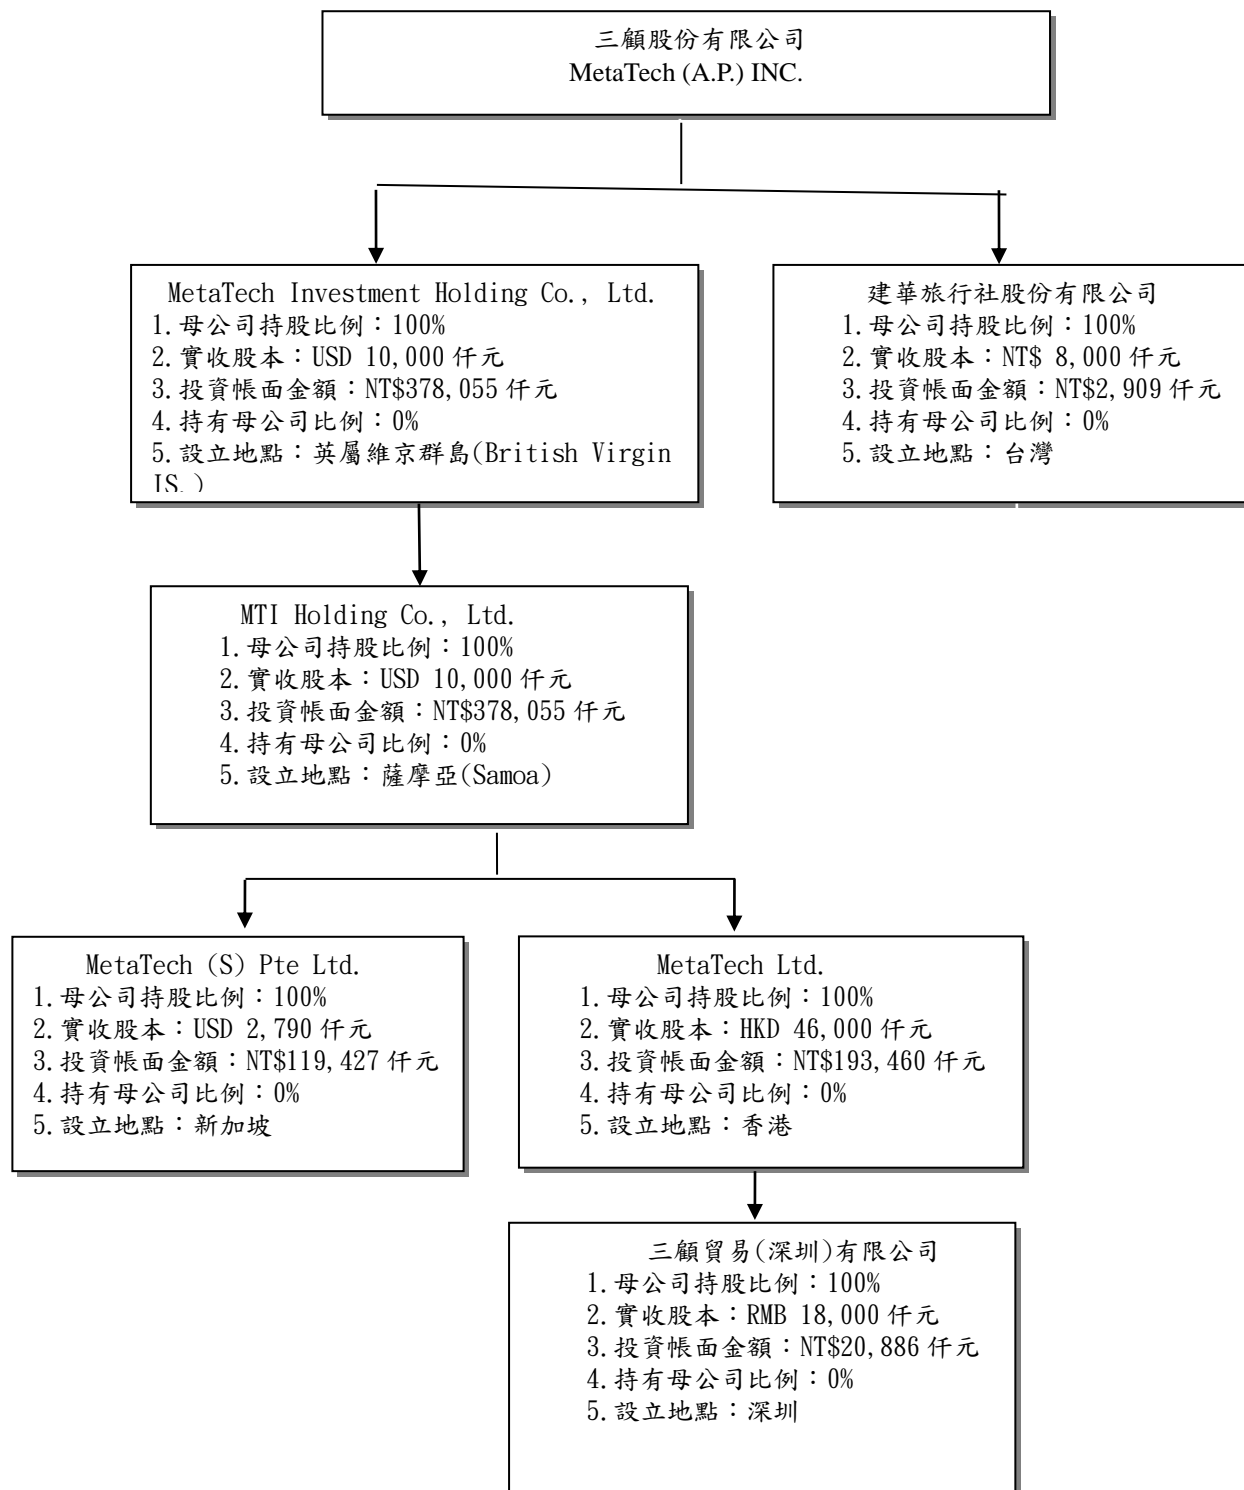 三顧股份有限公司
MetaTech (A.P.) INC.
MetaTech Investment Holding Co., Ltd.
1.母公司持股比例：100%
2.實收股本：USD 10,000 仟元
3.投資帳面金額：NT$378,055 仟元
4.持有母公司比例：0%
5.設立地點：英屬維京群島(British Virgin
IS.)
建華旅行社股份有限公司
1.母公司持股比例：100%
2.實收股本：NT$ 8,000 仟元
3.投資帳面金額：NT$2,909 仟元
4.持有母公司比例：0%
5.設立地點：台灣
MTI Holding Co., Ltd.
1.母公司持股比例：100%
2.實收股本：USD 10,000 仟元
3.投資帳面金額：NT$378,055 仟元
4.持有母公司比例：0%
5.設立地點：薩摩亞(Samoa)
MetaTech (S) Pte Ltd.
1.母公司持股比例：100%
2.實收股本：USD 2,790 仟元
3.投資帳面金額：NT$119,427 仟元
4.持有母公司比例：0%
5.設立地點：新加坡
MetaTech Ltd.
1.母公司持股比例：100%
2.實收股本：HKD 46,000 仟元
3.投資帳面金額：NT$193,460 仟元
4.持有母公司比例：0%
5.設立地點：香港
三顧貿易(深圳)有限公司
1.母公司持股比例：100%
2.實收股本：RMB 18,000 仟元
3.投資帳面金額：NT$20,886 仟元
4.持有母公司比例：0%
5.設立地點：深圳